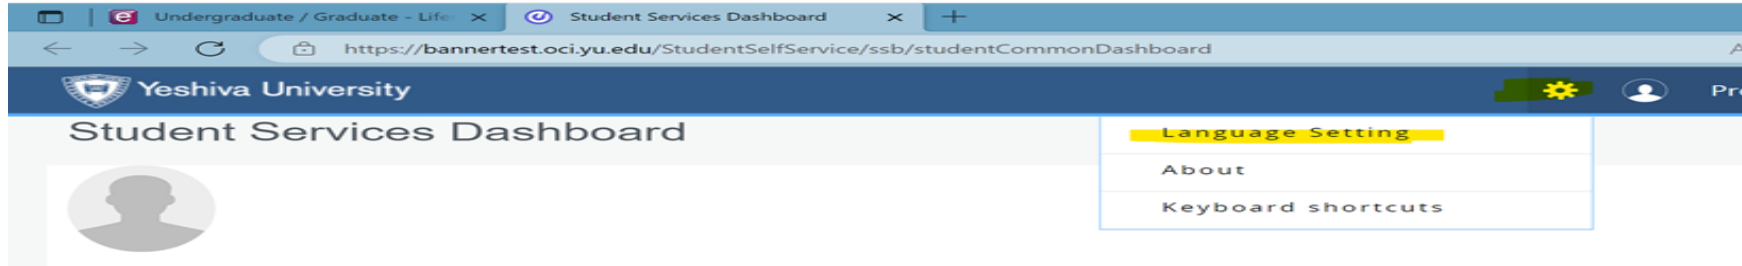 Undergraduate / Graduate - Life
Student Services Dashboard
https://bannertest.oci.yu.edu/StudentSelfService/ssb/studentCommonDashboard
Yeshiva University
Student Services Dashboard
Language Setting
About
Keyboard shortcuts